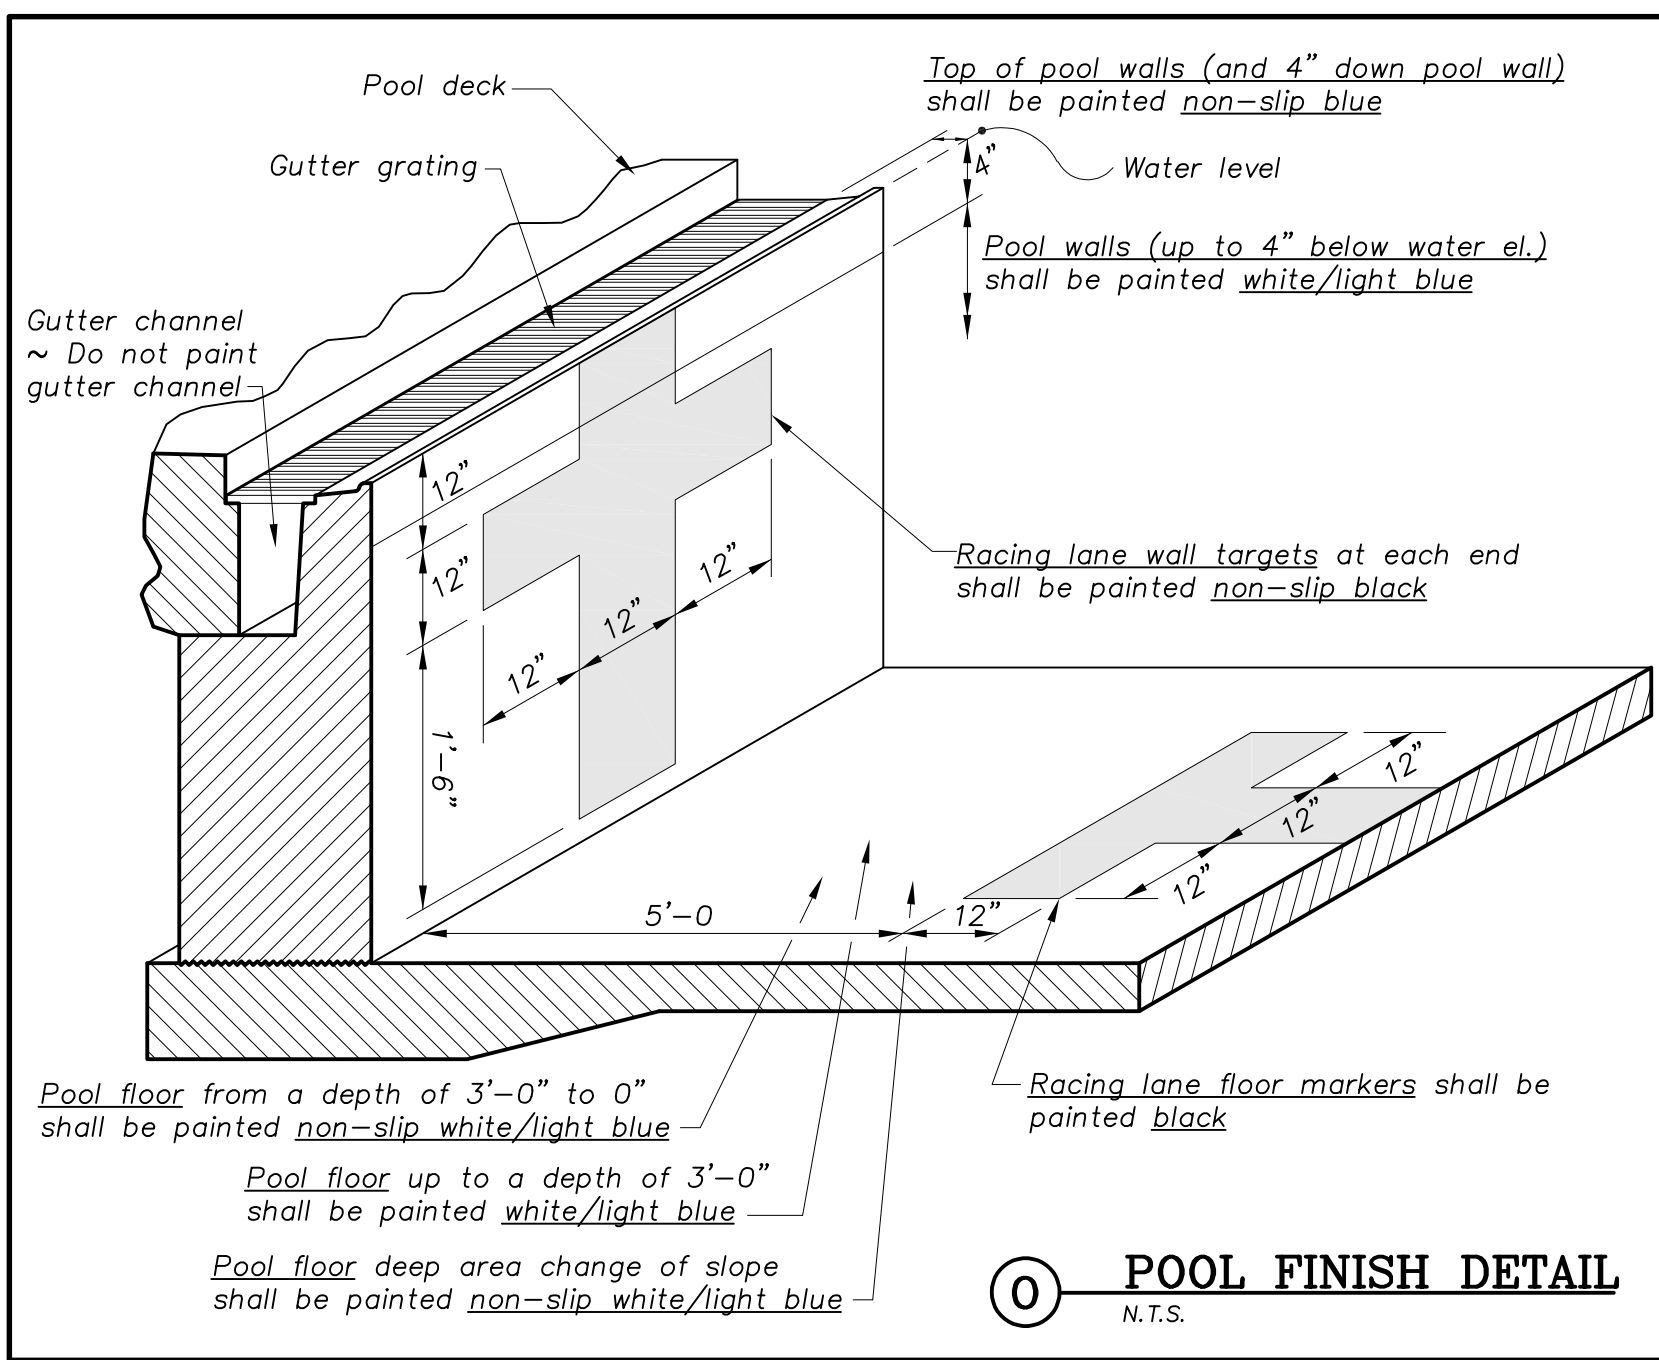 Top of pool walls (and 4" down pool wall)
shall be painted non-slip blue
Pool deck
Gutter grating
4"
Water level
Pool walls (up to 4" below water el.)
shall be painted white/light blue
Gutter channel
~ Do not paint
gutter channel
12"
12"
12"
12"
12"
1'-6"
Racing lane wall targets at each end
shall be painted non-slip black
12"
12"
12"
5'-0
12"
Pool floor from a depth of 3'-0" to 0"
shall be painted non-slip white/light blue
Racing lane floor markers shall be
painted black
Pool floor up to a depth of 3'-0"
shall be painted white/light blue
Pool floor deep area change of slope
shall be painted non-slip white/light blue
O POOL FINISH DETAIL
N.T.S.